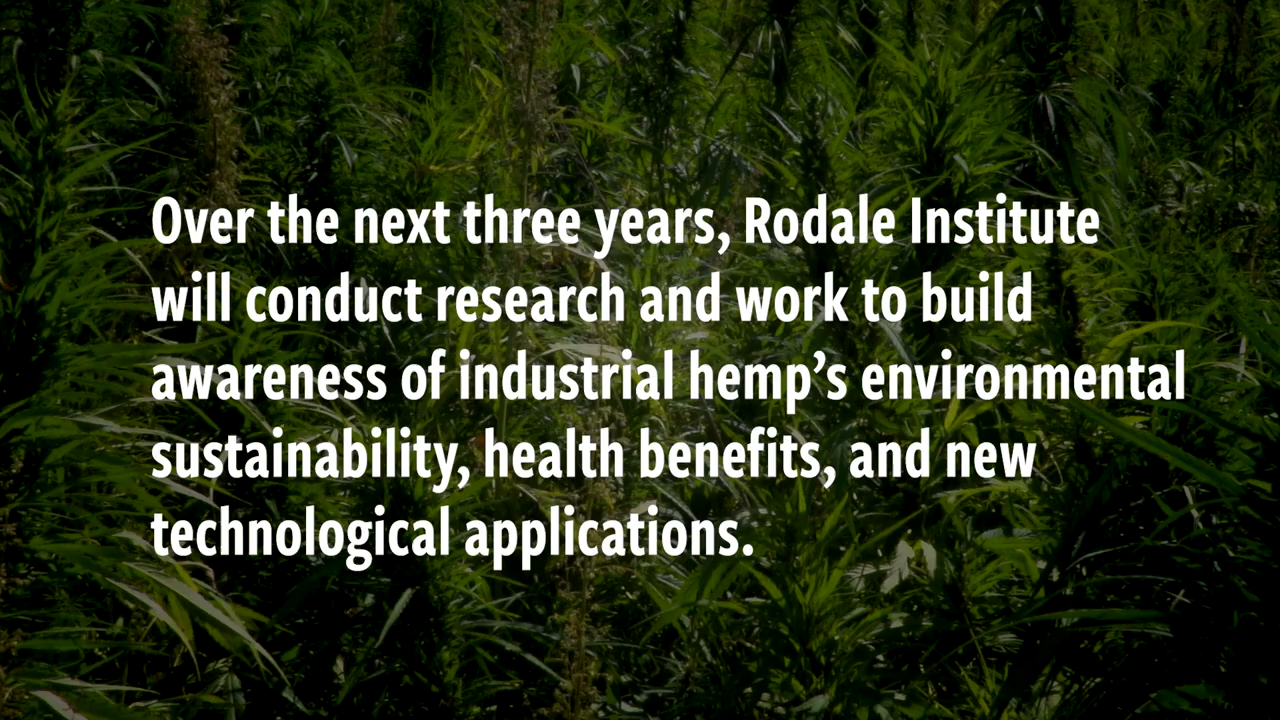 Over the next three years, Rodale Institute
will conduct research and work to build
awareness of industrial hemp’s environmental
sustainability, health benefits, and new
technological applications.